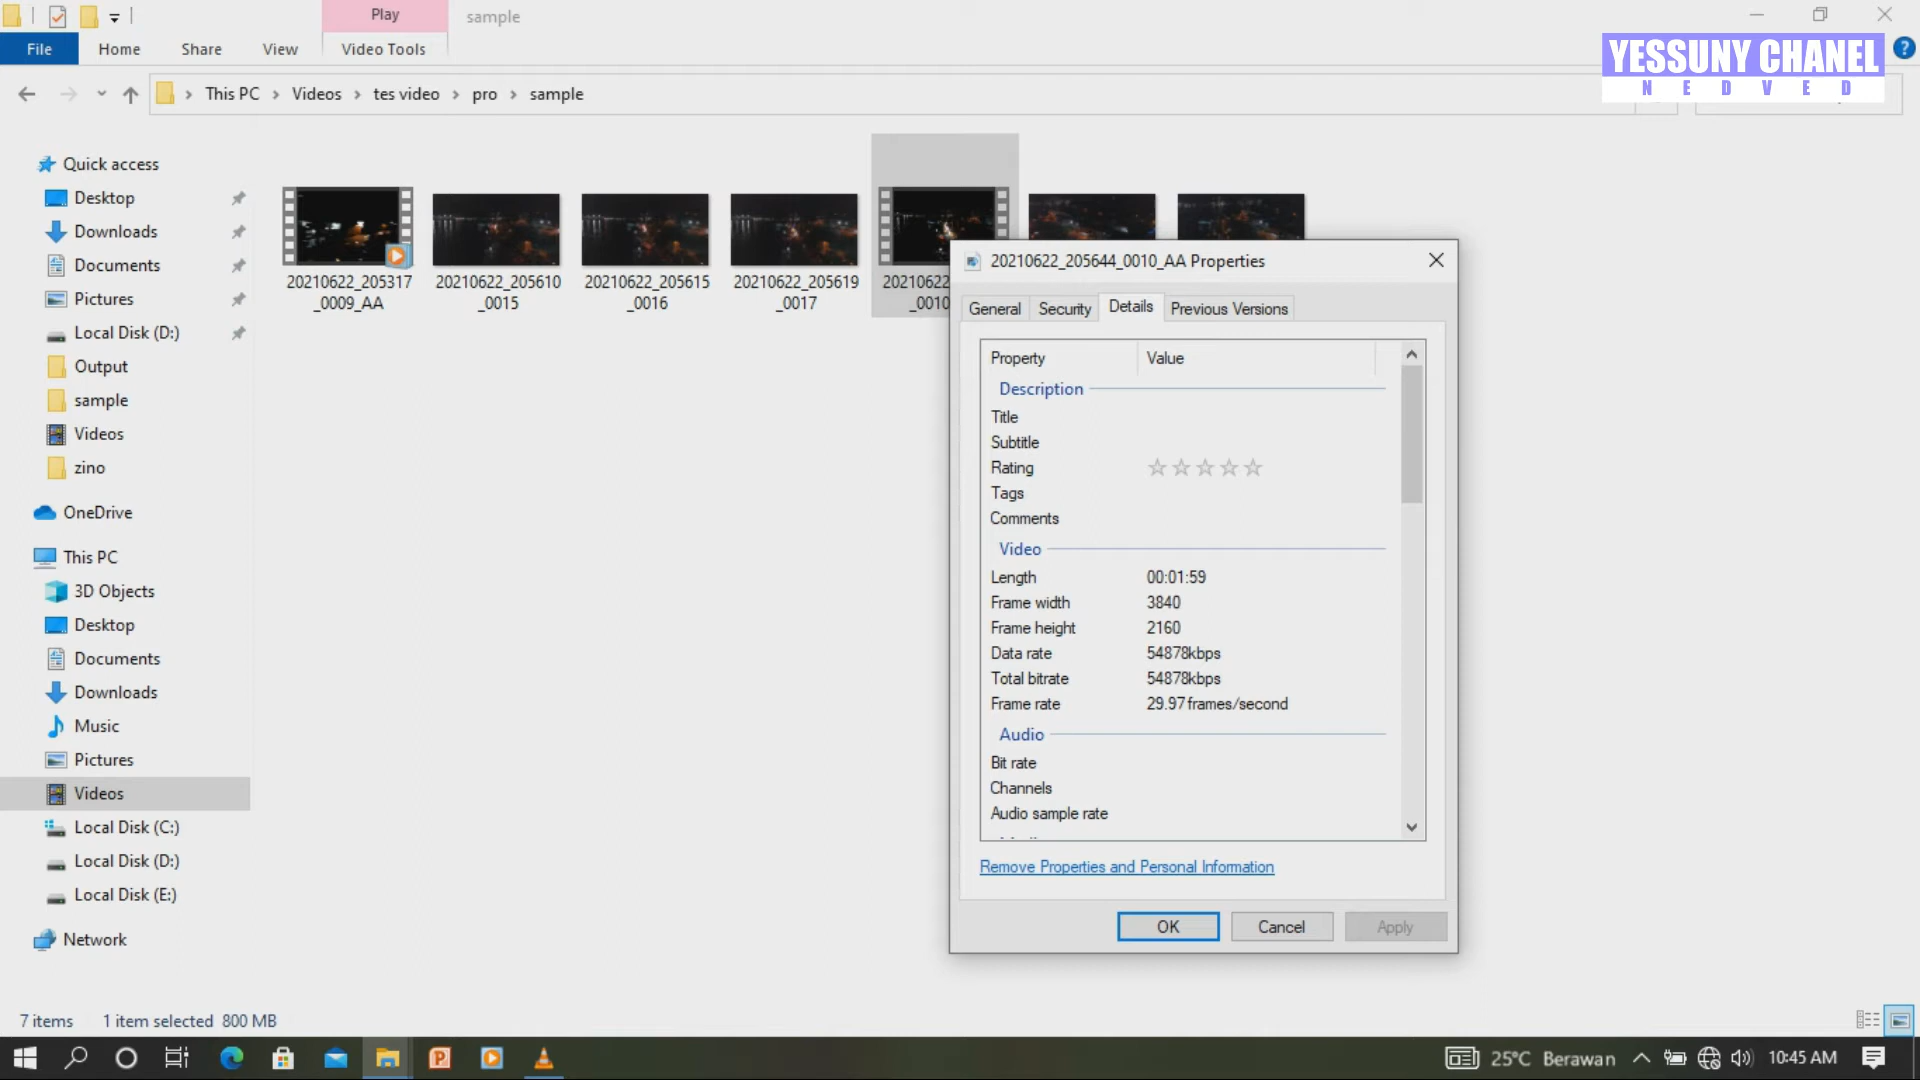 Play
sample
File
Home
Share
View
Video Tools
YESSUNY CHANEL
NEDVED
This PC
Videos
tes video
pro
sample
Quick access
Desktop
Downloads
Documents
Pictures
Local Disk (D:)
Output
sample
Videos
zino
OneDrive
This PC
3D Objects
Desktop
Documents
Downloads
Music
Pictures
Videos
Local Disk (C:)
Local Disk (D:)
Local Disk (E:)
Network
20210622_205317
_0009_AA
20210622_205610
_0015
20210622_205615
_0016
20210622_205619
_0017
20210622
_0010
20210622_205644_0010_AA Properties
General
Security
Details
Previous Versions
Property Value
Description
Title
Subtitle
Rating
Tags
Comments
Video
Length 00:01:59
Frame width 3840
Frame height 2160
Data rate 54878kbps
Total bitrate 54878kbps
Frame rate 29.97 frames/second
Audio
Bit rate
Channels
Audio sample rate
Remove Properties and Personal Information
OK
Cancel
Apply
7 items
1 item selected 800 MB
25°C Berawan
10:45 AM